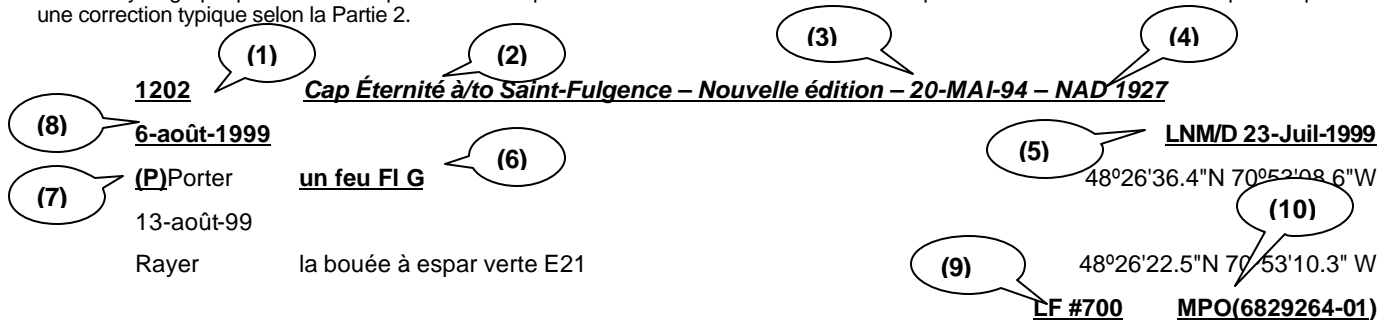 une correction typique selon la Partie 2.
(1) (2) (3) (4)
1202 Cap Éternité à/to Saint-Fulgence – Nouvelle édition – 20-MAI-94 – NAD 1927
(8) 6-août-1999 (5) LNM/D 23-Juil-1999
(7) (P)Porter un feu Fl G (6) 48º26'36.4"N 70º53'08.6"W
13-août-99 (10)
Rayer la bouée à espar verte E21 (9) 48º26'22.5"N 70º53'10.3" W
LF #700 MPO(6829264-01)